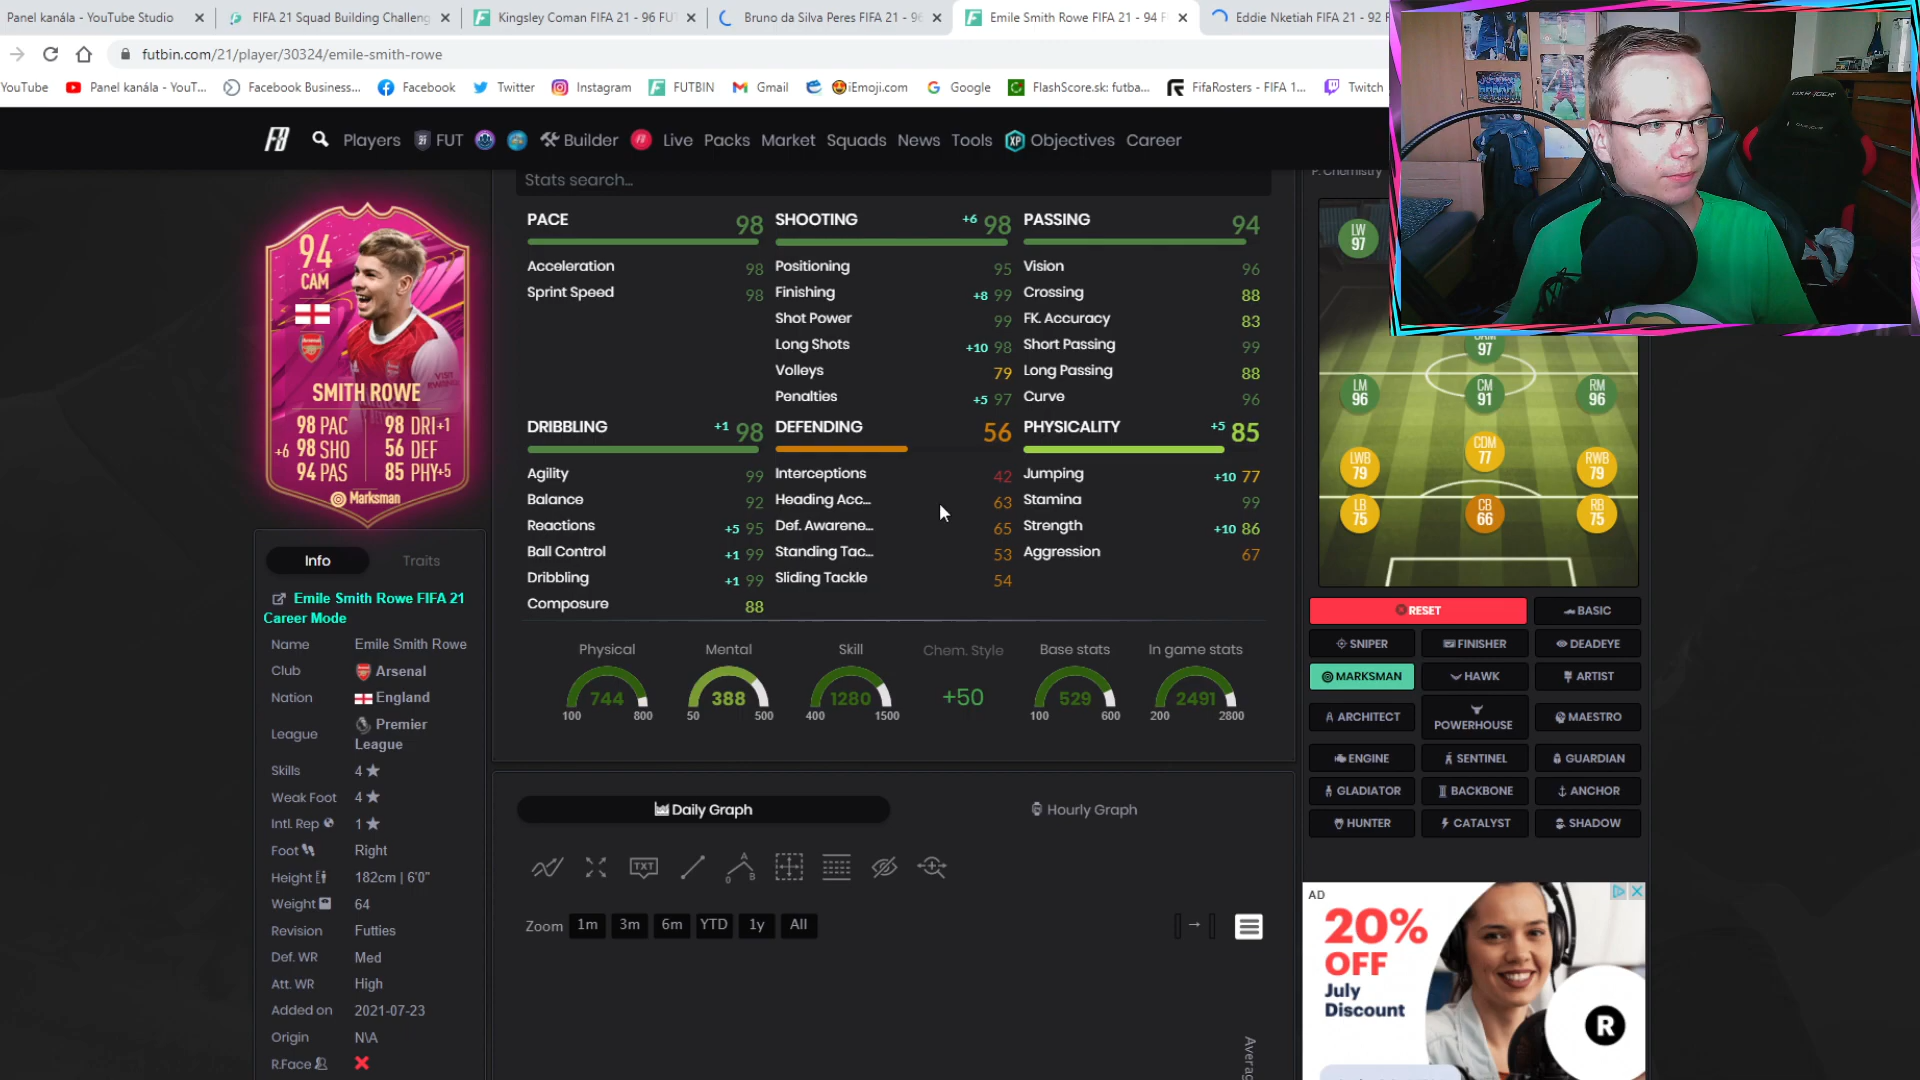 Panel kanála - YouTube Studio
FIFA 21 Squad Building Challeng
Kingsley Coman FIFA 21 - 96 FUT
Bruno da Silva Peres FIFA 21 - 96
Emile Smith Rowe FIFA 21 - 94 F
Eddie Nketiah FIFA 21 - 92 F
futbin.com/21/player/30324/emile-smith-rowe
YouTube
Panel kanála - YouT...
Facebook Business...
Facebook
Twitter
Instagram
FUTBIN
Gmail
iEmoji.com
Google
FlashScore.sk: futba...
FifaRosters - FIFA 1...
Twitch
Players
FUT
Builder
Live
Packs
Market
Squads
News
Tools
XP
Objectives
Career
Stats search...
P. Chemistry
94
CAM
SMITH ROWE
98 PAC 98 DRI+1
+6 98 SHO 56 DEF
94 PAS 85 PHY+5
Marksman
PACE 98
Acceleration 98
Sprint Speed 98
SHOOTING +6 98
Positioning 95
Finishing +8 99
Shot Power 99
Long Shots +10 98
Volleys 79
Penalties +5 97
PASSING 94
Vision 96
Crossing 88
FK. Accuracy 83
Short Passing 99
Long Passing 88
Curve 96
DRIBBLING +1 98
Agility 99
Balance 92
Reactions +5 95
Ball Control +1 99
Dribbling +1 99
Composure 88
DEFENDING 56
Interceptions 42
Heading Acc... 63
Def. Awarene... 65
Standing Tac... 53
Sliding Tackle 54
PHYSICALITY +5 85
Jumping +10 77
Stamina 99
Strength +10 86
Aggression 67
Physical
744
100 800
Mental
388
50 500
Skill
1280
400 1500
Chem. Style
+50
Base stats
529
100 600
In game stats
2491
200 2800
Info
Traits
Emile Smith Rowe FIFA 21
Career Mode
Name Emile Smith Rowe
Club Arsenal
Nation England
League Premier
League
Skills 4
Weak Foot 4
Intl. Rep 1
Foot Right
Height 182cm | 6'0"
Weight 64
Revision Futties
Def. WR Med
Att. WR High
Added on 2021-07-23
Origin N\A
R.Face
Daily Graph
Hourly Graph
TXT
Zoom 1m 3m 6m YTD 1y All
→
LW
97
97
LM
96
CM
91
RM
96
LWB
79
CDM
77
RWB
79
LB
75
CB
66
RB
75
RESET
BASIC
SNIPER
FINISHER
DEADEYE
MARKSMAN
HAWK
ARTIST
ARCHITECT
POWERHOUSE
MAESTRO
ENGINE
SENTINEL
GUARDIAN
GLADIATOR
BACKBONE
ANCHOR
HUNTER
CATALYST
SHADOW
AD
20%
OFF
July
Discount
R